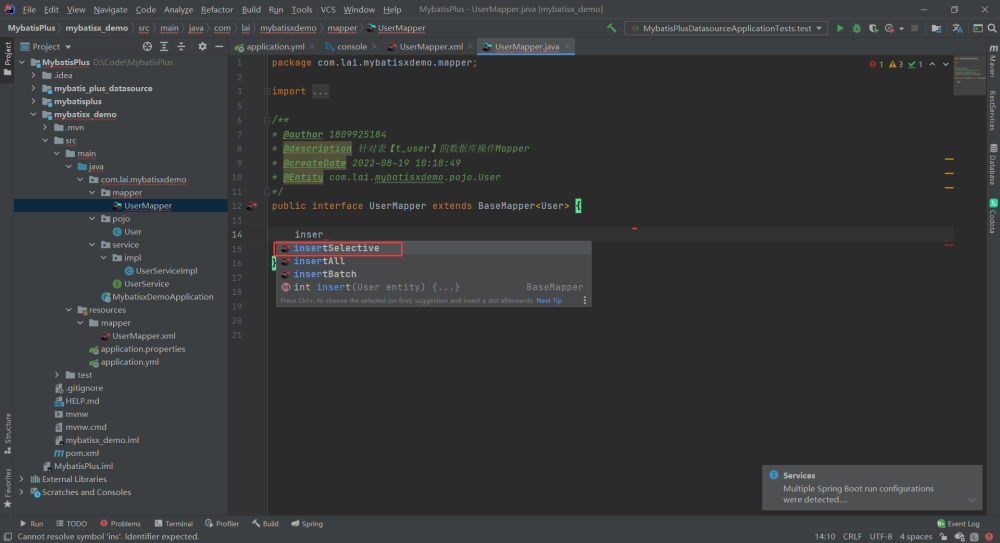 File Edit View Navigate Code Analyze Refactor Build Run Tools VCS Window Help MybatisPlus - UserMapper.java [mybatisx_demo]
MybatisPlus mybatisx_demo src main java com lai mybatisxdemo mapper UserMapper MybatisPlusDatasourceApplicationTests.test
Project
application.yml console UserMapper.xml UserMapper.java
MybatisPlus D:\Code\MybatisPlus
.idea
mybatis_plus_datasource
mybatisplus
mybatisx_demo
.mvn
src
main
java
com.lai.mybatisxdemo
mapper
UserMapper
pojo
User
service
impl
UserServiceImpl
UserService
MybatisxDemoApplication
resources
mapper
UserMapper.xml
application.properties
application.yml
test
.gitignore
HELP.md
mvnw
mvnw.cmd
mybatisx_demo.iml
pom.xml
MybatisPlus.iml
External Libraries
Scratches and Consoles
1 package com.lai.mybatisxdemo.mapper;
2
3 import ...
5
6 /**
7 * @author 1809925184
8 * @description 针对表【t_user】的数据库操作Mapper
9 * @createDate 2022-08-19 10:18:49
10 * @Entity com.lai.mybatisxdemo.pojo.User
11 */
12 public interface UserMapper extends BaseMapper<User> {
13
14 inser
15 insertSelective
16 } insertAll
17 insertBatch
18 int insert(User entity) {...} BaseMapper
19 Press Ctrl+. to choose the selected (or first) suggestion and insert a dot afterwards Next Tip
20
21
1 3 1
Project
Structure
Favorites
Maven
RestServices
Database
Codota
Services
Multiple Spring Boot run configurations
were detected....
Run TODO Problems Terminal Profiler Build Spring Event Log
Cannot resolve symbol 'ins'. Identifier expected. 14:10 CRLF UTF-8 4 spaces